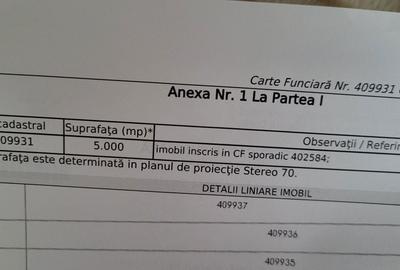 Carte Funciară Nr. 409931
Anexa Nr. 1 La Partea I
cadastral Suprafața (mp)* Observații / Referin
09931 5.000 imobil inscris in CF sporadic 402584;
rafața este determinată in planul de proiecție Stereo 70.
DETALII LINIARE IMOBIL
409937
409936
409935